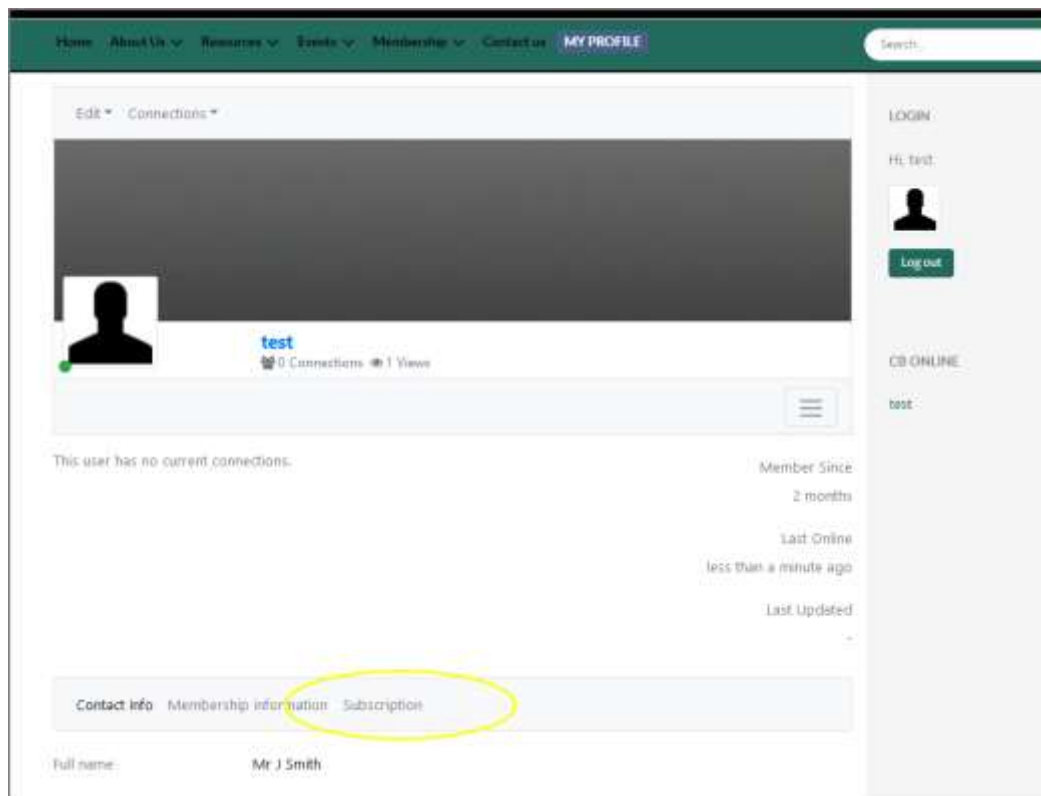 Home About Us Resources Events Membership Contact us MY PROFILE Search...
Edit Connections
LOGIN
Hi, test
Log out
test
0 Connections 1 Views
CB ONLINE
test
This user has no current connections.
Member Since
2 months
Last Online
less than a minute ago
Last Updated
-
Contact info Membership information Subscription
Full name Mr J Smith